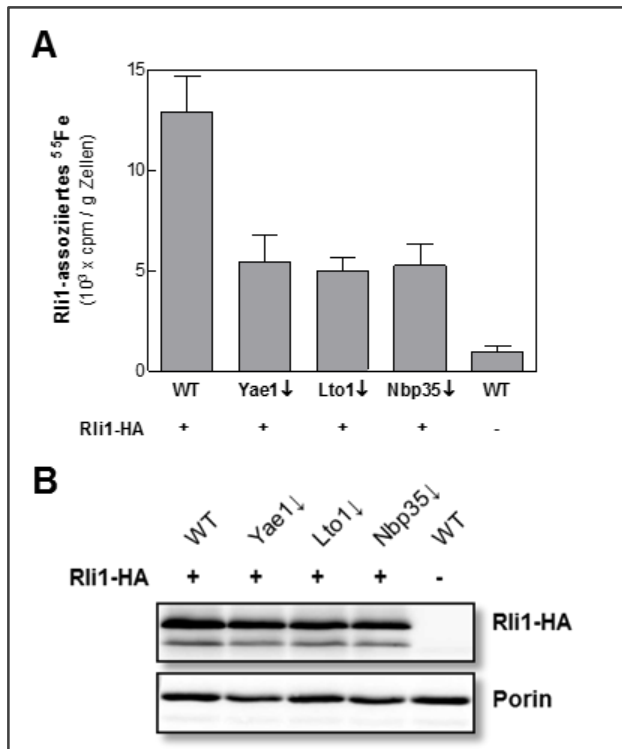 A
Rli1-assoziiertes ⁵⁵Fe
(10³ x cpm / g Zellen)
15
10
5
0
WT Yae1↓ Lto1↓ Nbp35↓ WT
Rli1-HA + + + + -
B
WT Yae1↓ Lto1↓ Nbp35↓ WT
Rli1-HA + + + + -
Rli1-HA
Porin